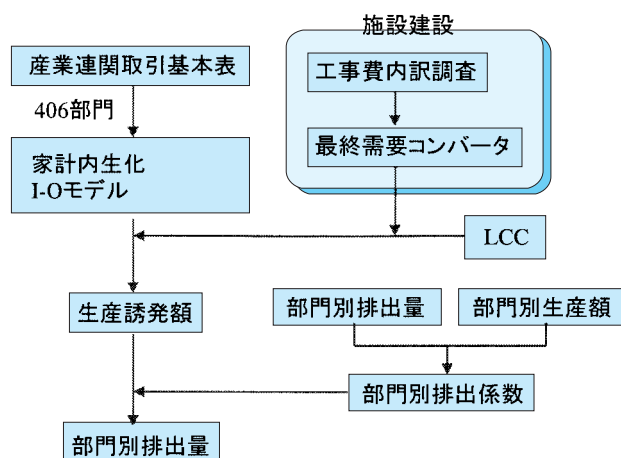 施設建設
産業連関取引基本表
工事費内訳調査
406部門
最終需要コンバータ
家計内生化
I-Oモデル
LCC
生産誘発額
部門別排出量
部門別生産額
部門別排出係数
部門別排出量